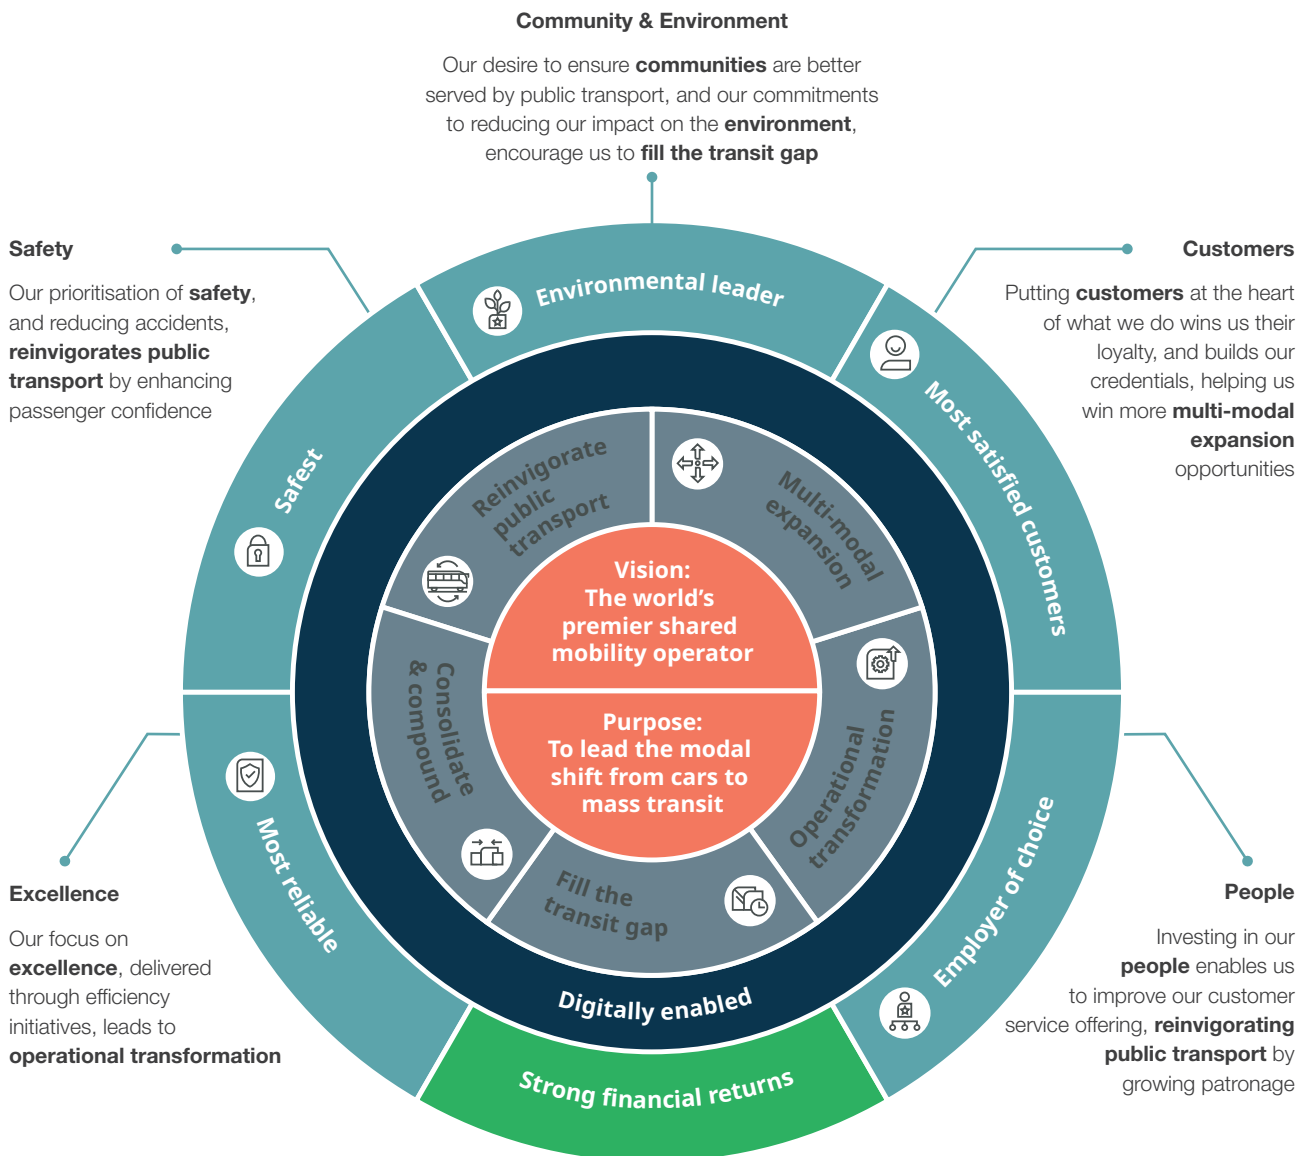 Community & Environment
Our desire to ensure communities are better
served by public transport, and our commitments
to reducing our impact on the environment,
encourage us to fill the transit gap
Safety
Our prioritisation of safety,
and reducing accidents,
reinvigorates public
transport by enhancing
passenger confidence
Customers
Putting customers at the heart
of what we do wins us their
loyalty, and builds our
credentials, helping us
win more multi-modal
expansion
opportunities
Environmental leader
Safest
Most satisfied customers
Reinvigorate
public
transport
Multi-modal
expansion
Vision:
The world's
premier shared
mobility operator
Purpose:
To lead the modal
shift from cars to
mass transit
Consolidate
& compound
Operational
transformation
Fill the
transit gap
Digitally enabled
Most reliable
Employer of choice
Strong financial returns
Excellence
Our focus on
excellence, delivered
through efficiency
initiatives, leads to
operational transformation
People
Investing in our
people enables us
to improve our customer
service offering, reinvigorating
public transport by
growing patronage